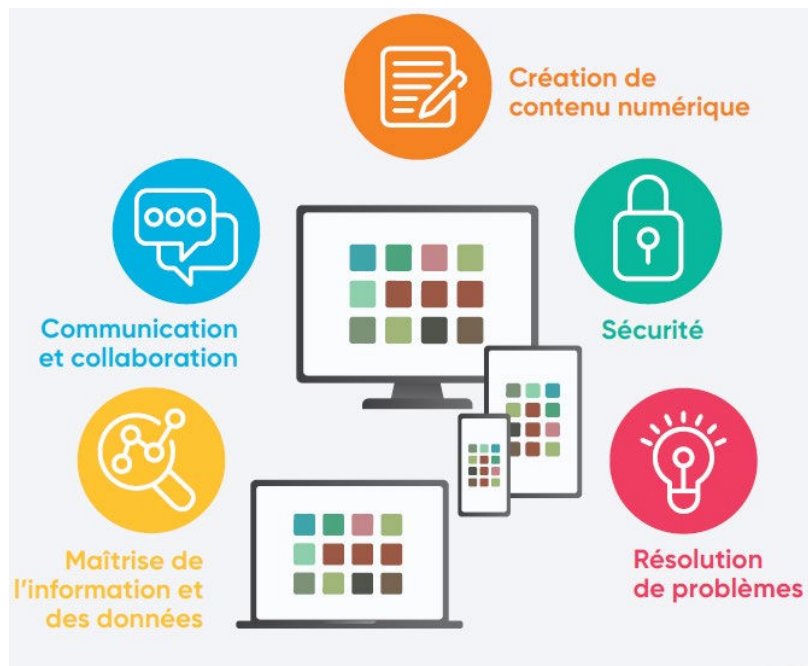 Création de
contenu numérique
Communication
et collaboration
Sécurité
Maîtrise de
l'information et
des données
Résolution
de problèmes